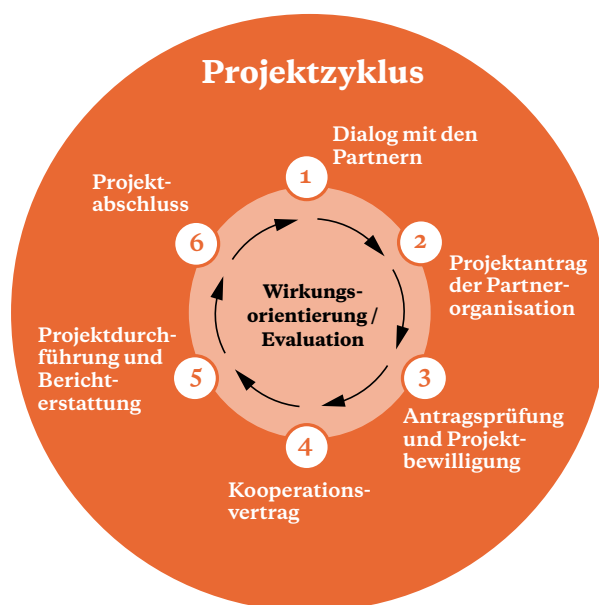 Projektzyklus
1
Dialog mit den
Partnern
2
Projektantrag
der Partner-
organisation
3
Antragsprüfung
und Projekt-
bewilligung
4
Kooperations-
vertrag
5
Projektdurch-
führung und
Bericht-
erstattung
6
Projekt-
abschluss
Wirkungs-
orientierung /
Evaluation